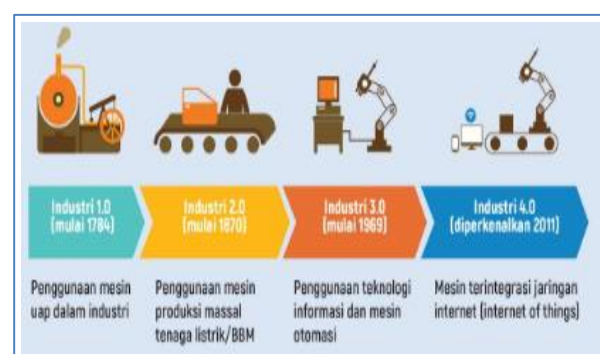 Industri 1.0
(mulai 1784)
Industri 2.0
(mulai 1870)
Industri 3.0
(mulai 1969)
Industri 4.0
(diperkenalkan 2011)
Penggunaan mesin
uap dalam industri
Penggunaan mesin
produksi massal
tenaga listrik/BBM
Penggunaan teknologi
informasi dan mesin
otomasi
Mesin terintegrasi jaringan
internet (internet of things)